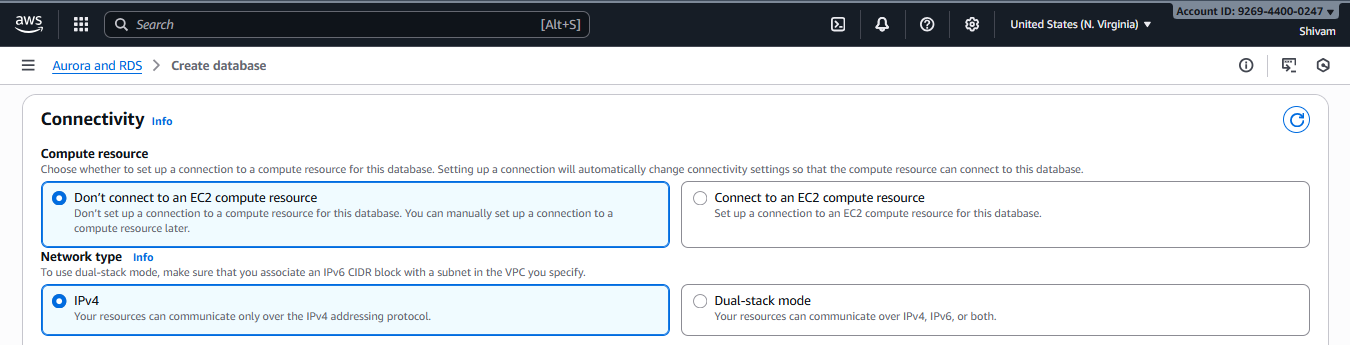 aws
Search [Alt+S]
United States (N. Virginia)
Account ID: 9269-4400-0247
Shivam
Aurora and RDS > Create database
Connectivity Info
Compute resource
Choose whether to set up a connection to a compute resource for this database. Setting up a connection will automatically change connectivity settings so that the compute resource can connect to this database.
Don’t connect to an EC2 compute resource
Don’t set up a connection to a compute resource for this database. You can manually set up a connection to a
compute resource later.
Connect to an EC2 compute resource
Set up a connection to an EC2 compute resource for this database.
Network type Info
To use dual-stack mode, make sure that you associate an IPv6 CIDR block with a subnet in the VPC you specify.
IPv4
Your resources can communicate only over the IPv4 addressing protocol.
Dual-stack mode
Your resources can communicate over IPv4, IPv6, or both.